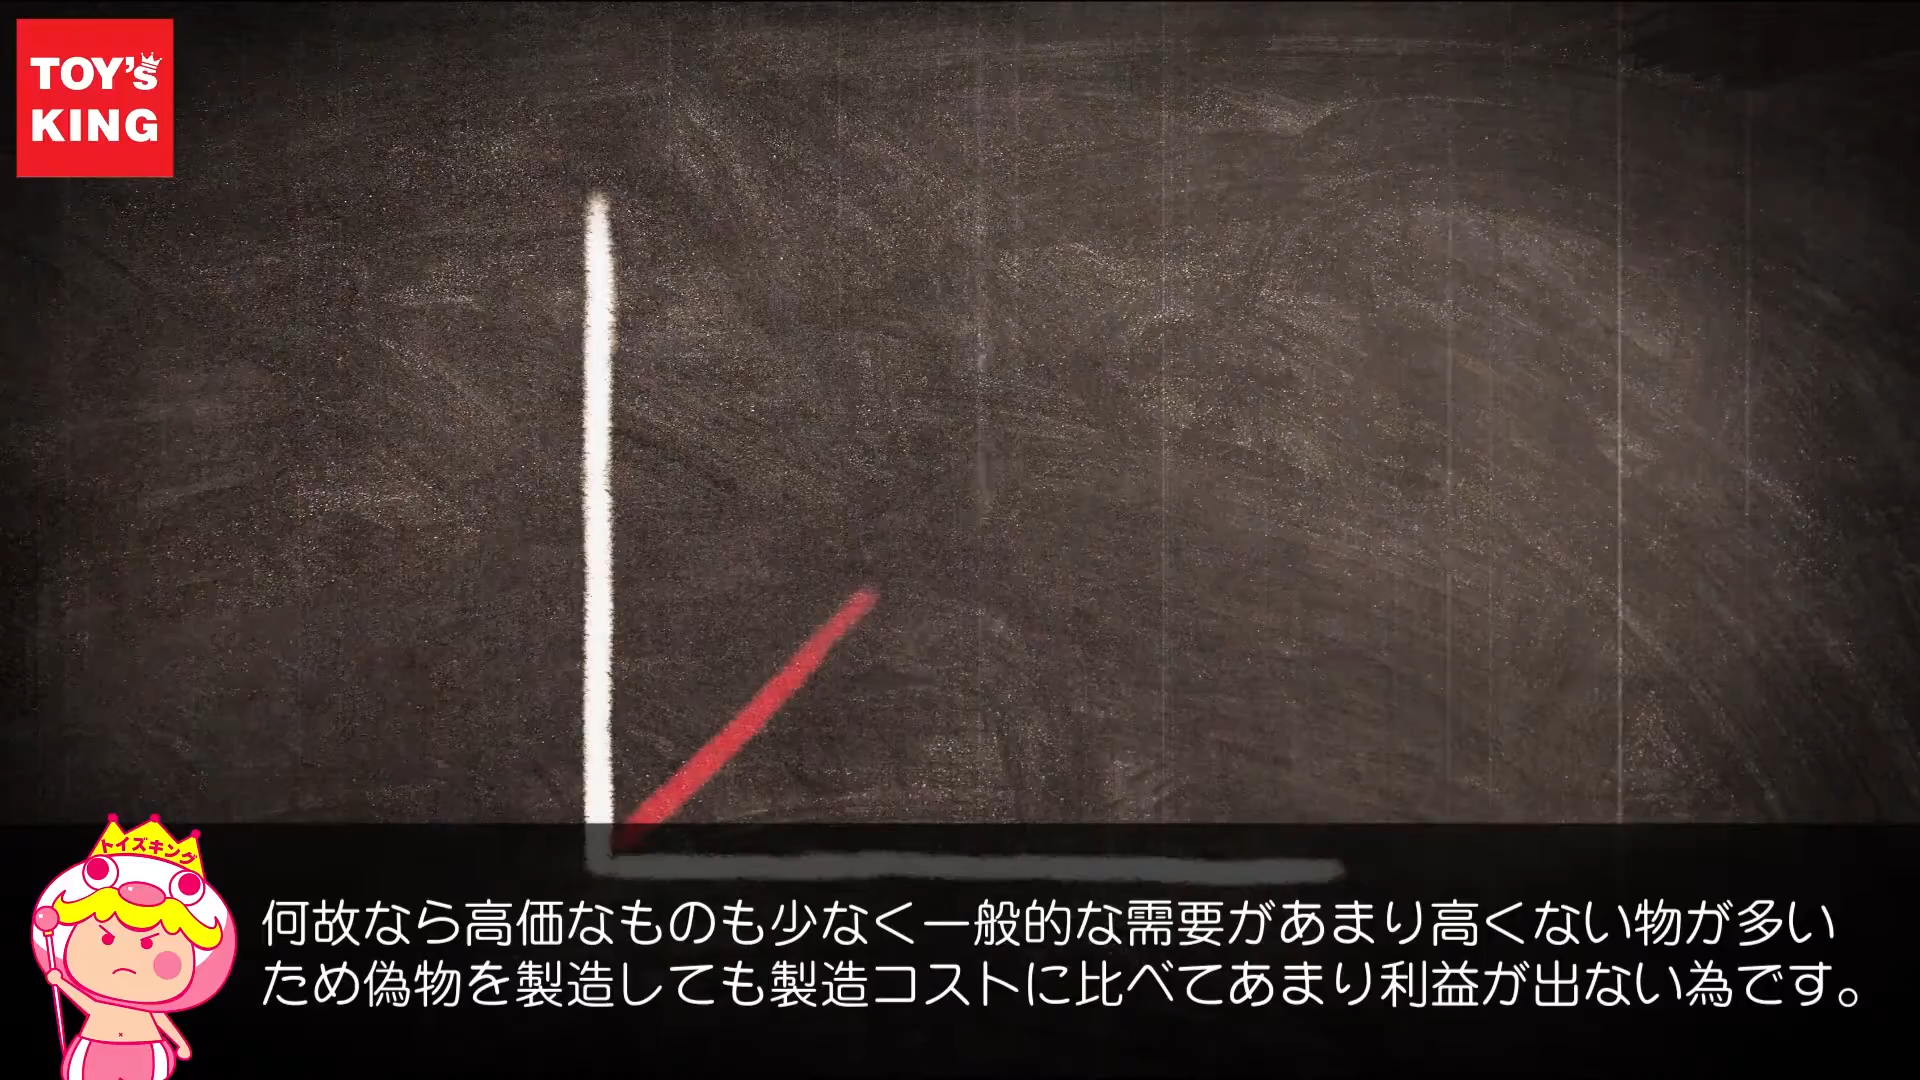 TOY'S
KING
トイズキング
何故なら高価なものも少なく一般的な需要があまり高くない物が多い
ため偽物を製造しても製造コストに比べてあまり利益が出ない為です。